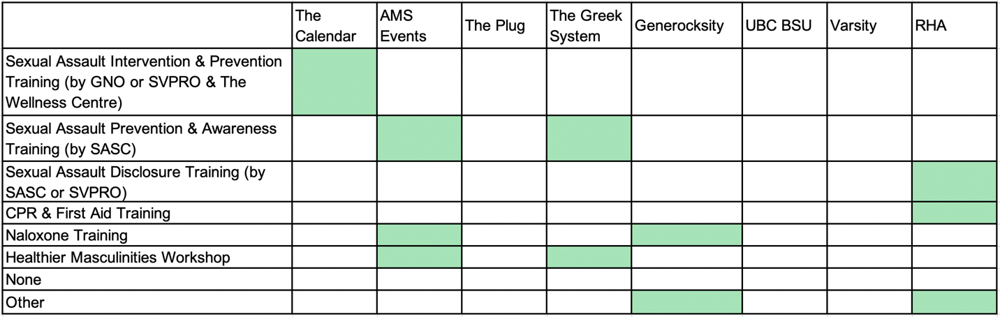 The
Calendar
AMS
Events
The Plug
The Greek
System
Generocksity
UBC BSU
Varsity
RHA
Sexual Assault Intervention & Prevention
Training (by GNO or SVPRO & The
Wellness Centre)
Sexual Assault Prevention & Awareness
Training (by SASC)
Sexual Assault Disclosure Training (by
SASC or SVPRO)
CPR & First Aid Training
Naloxone Training
Healthier Masculinities Workshop
None
Other